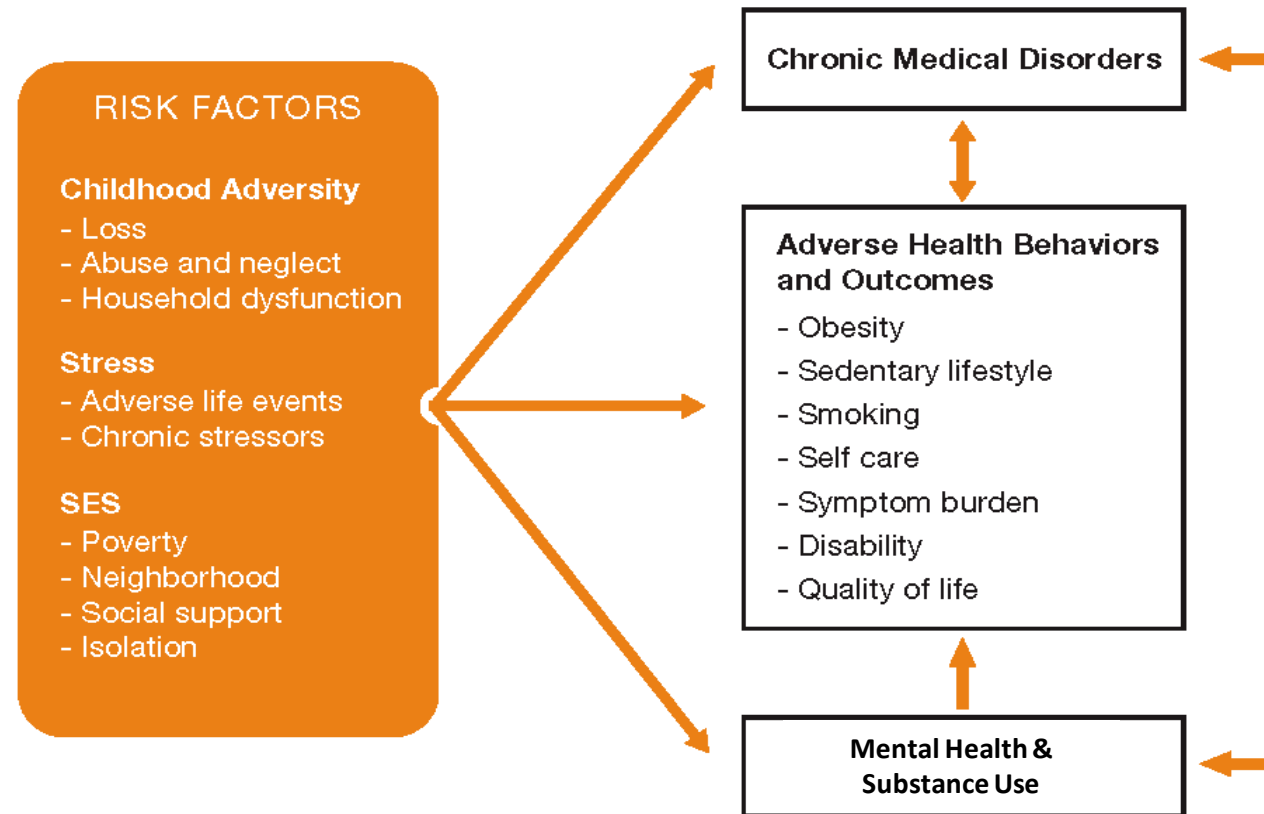 RISK FACTORS
Childhood Adversity
- Loss
- Abuse and neglect
- Household dysfunction
Stress
- Adverse life events
- Chronic stressors
SES
- Poverty
- Neighborhood
- Social support
- Isolation
Chronic Medical Disorders
Adverse Health Behaviors
and Outcomes
- Obesity
- Sedentary lifestyle
- Smoking
- Self care
- Symptom burden
- Disability
- Quality of life
Mental Health &
Substance Use